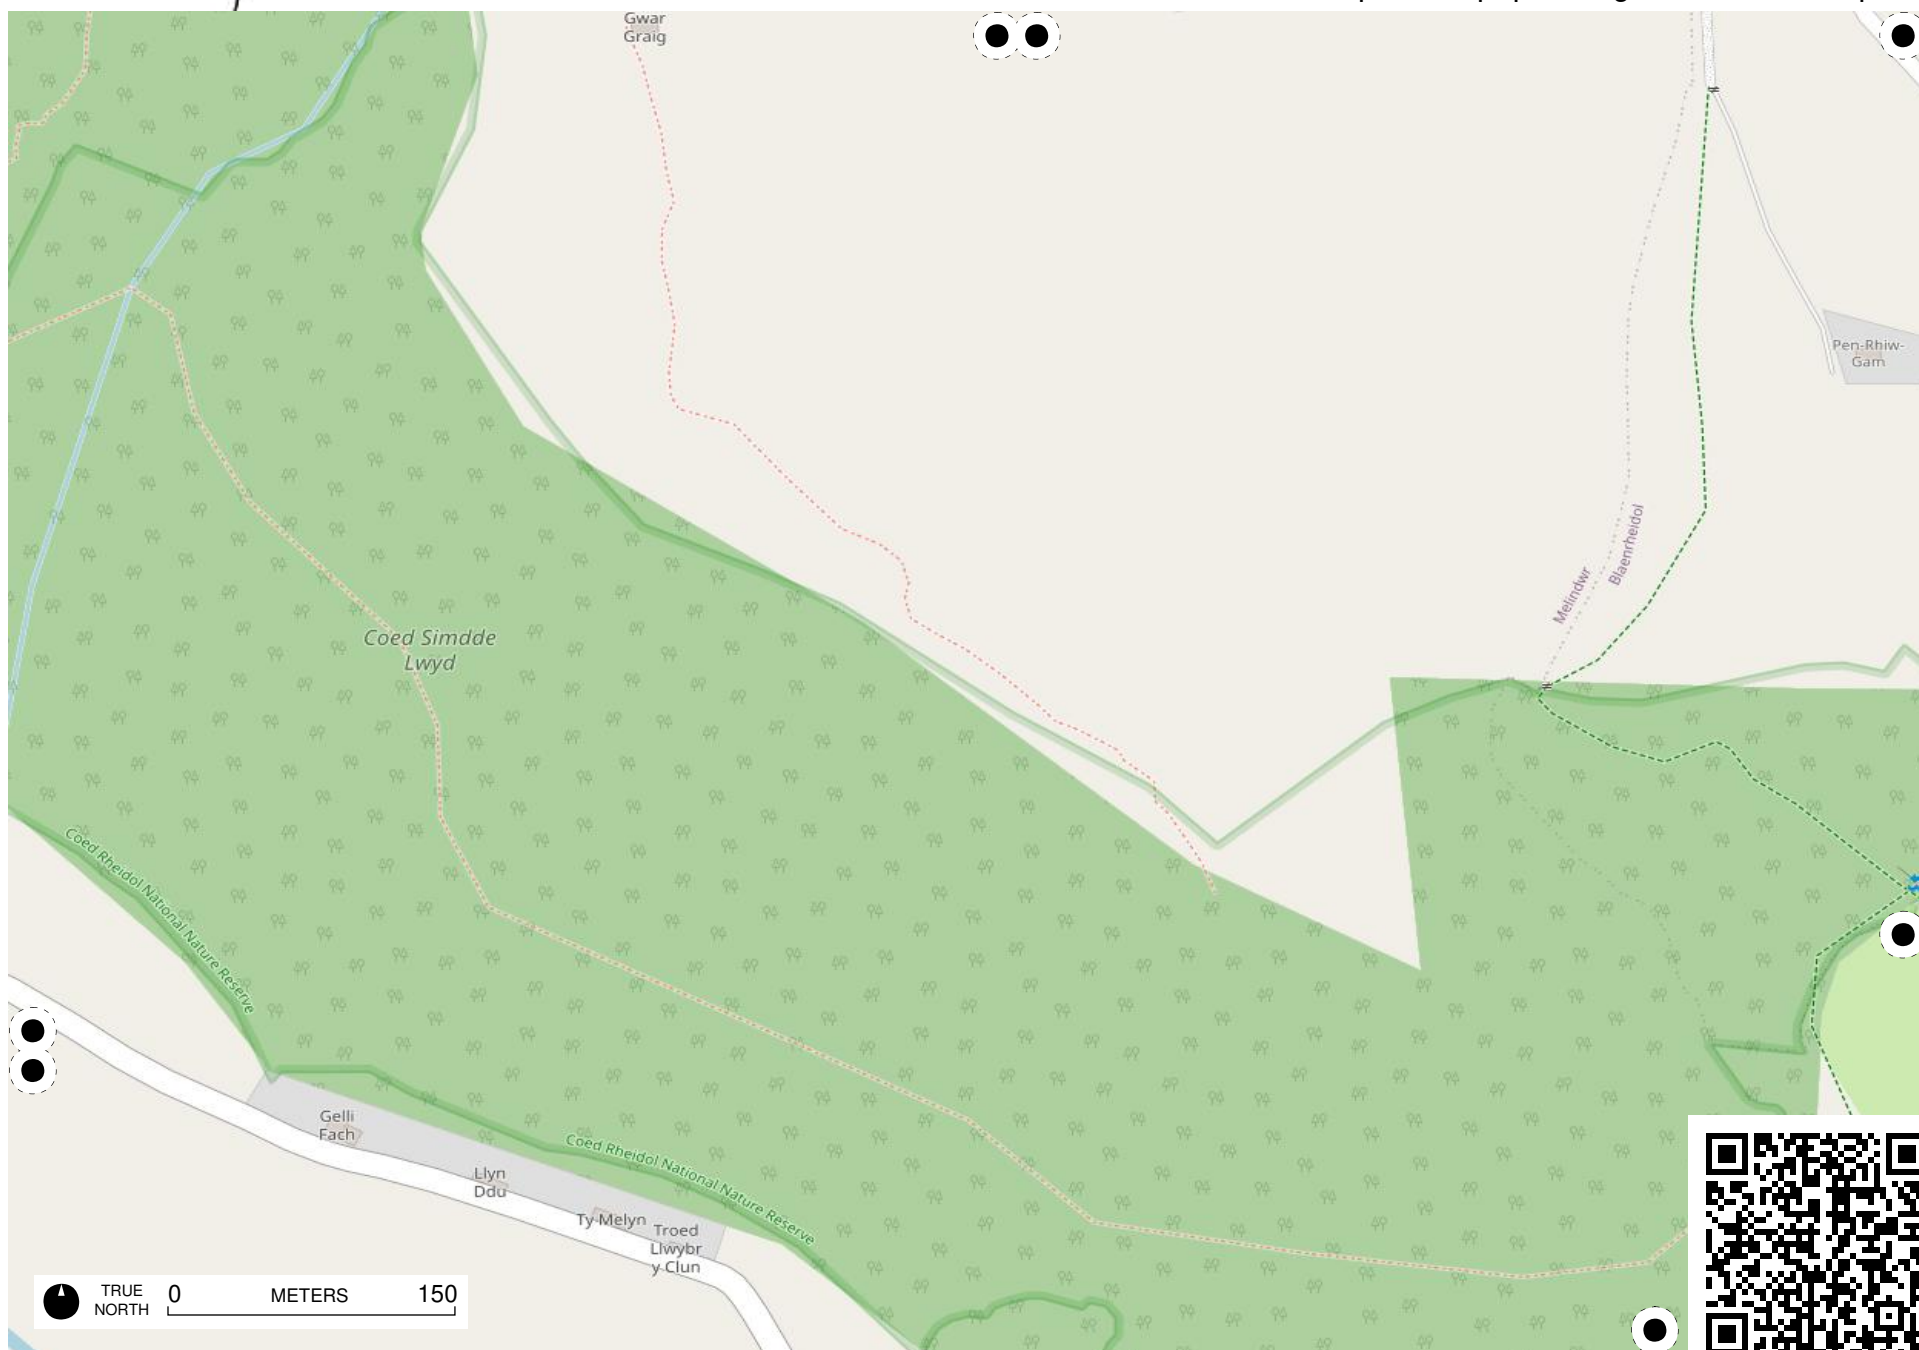 Gwar
Graig
Pen-Rhiw-
Gam
Melindwr
Blaenrheidol
Coed Simdde
Lwyd
Coed Rheidol National Nature Reserve
Gelli
Fach
Coed Rheidol National Nature Reserve
Llyn
Ddu
Ty Melyn
Troed
Llwybr
y Clun
TRUE
NORTH
0 METERS 150